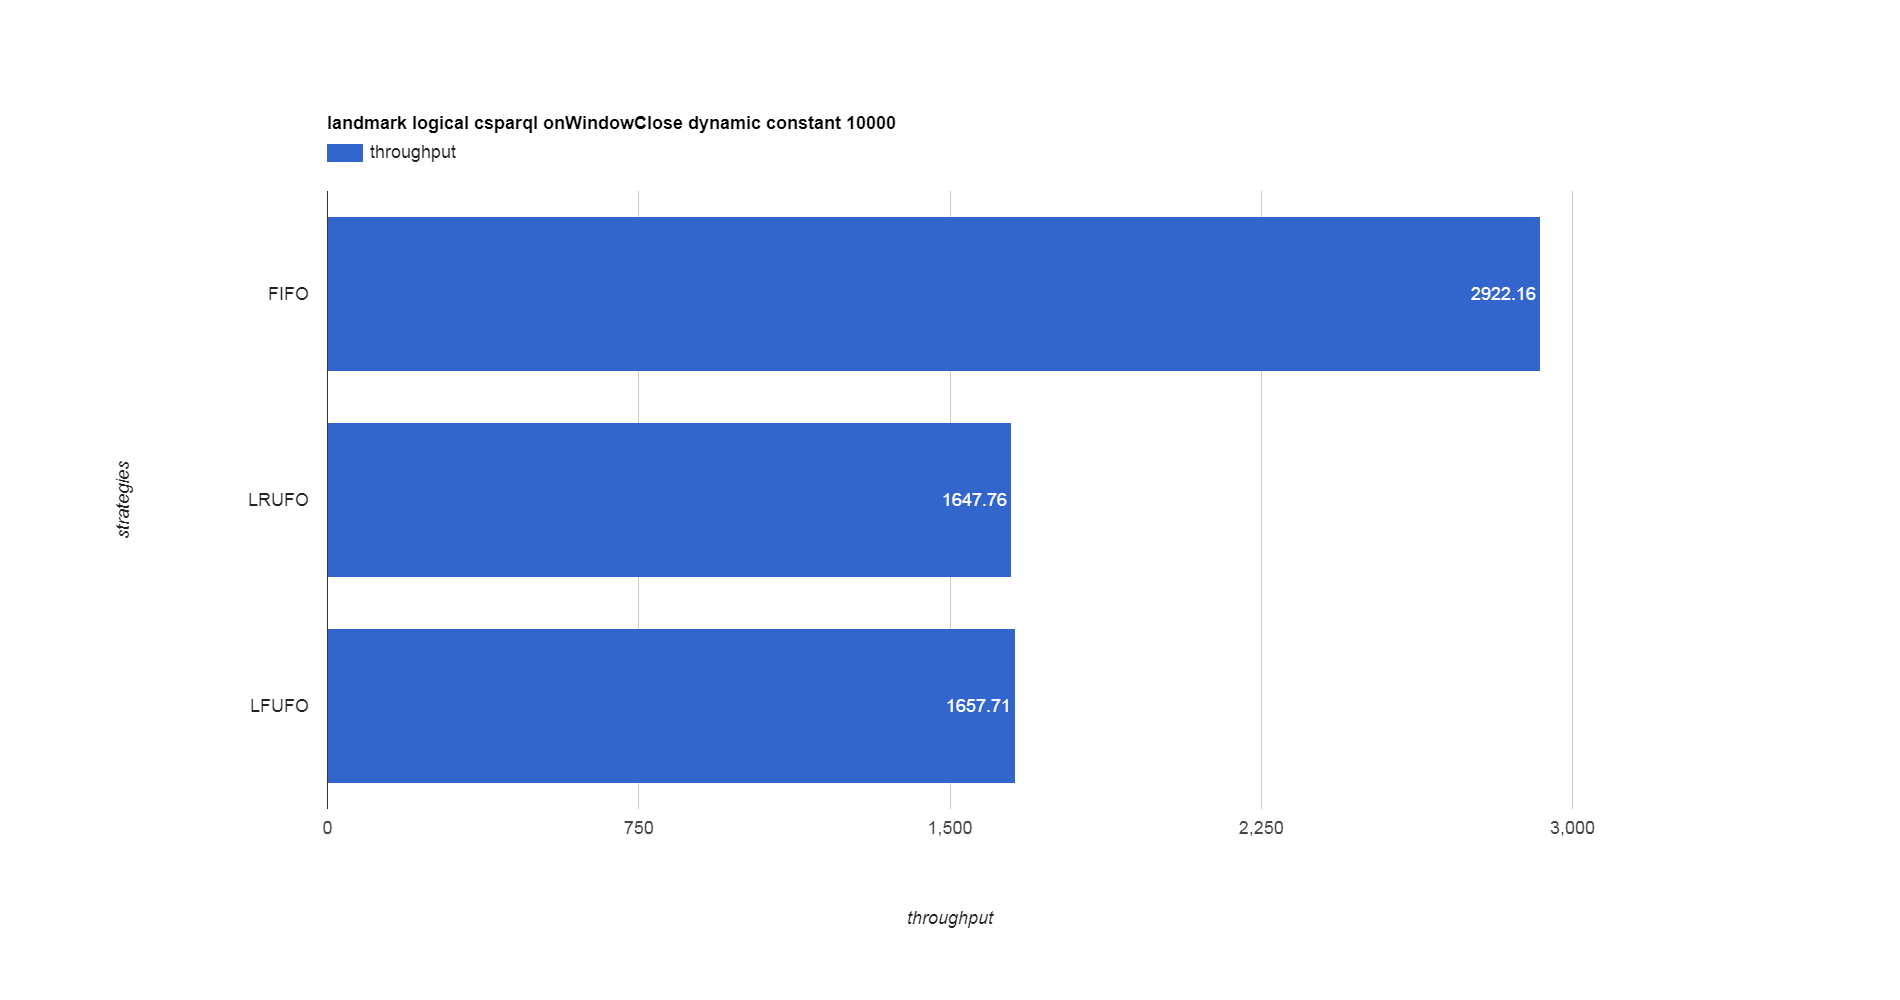 landmark logical csparql onWindowClose dynamic constant 10000
throughput
FIFO
2922.16
LRUFO
1647.76
LFUFO
1657.71
strategies
0 750 1,500 2,250 3,000
throughput